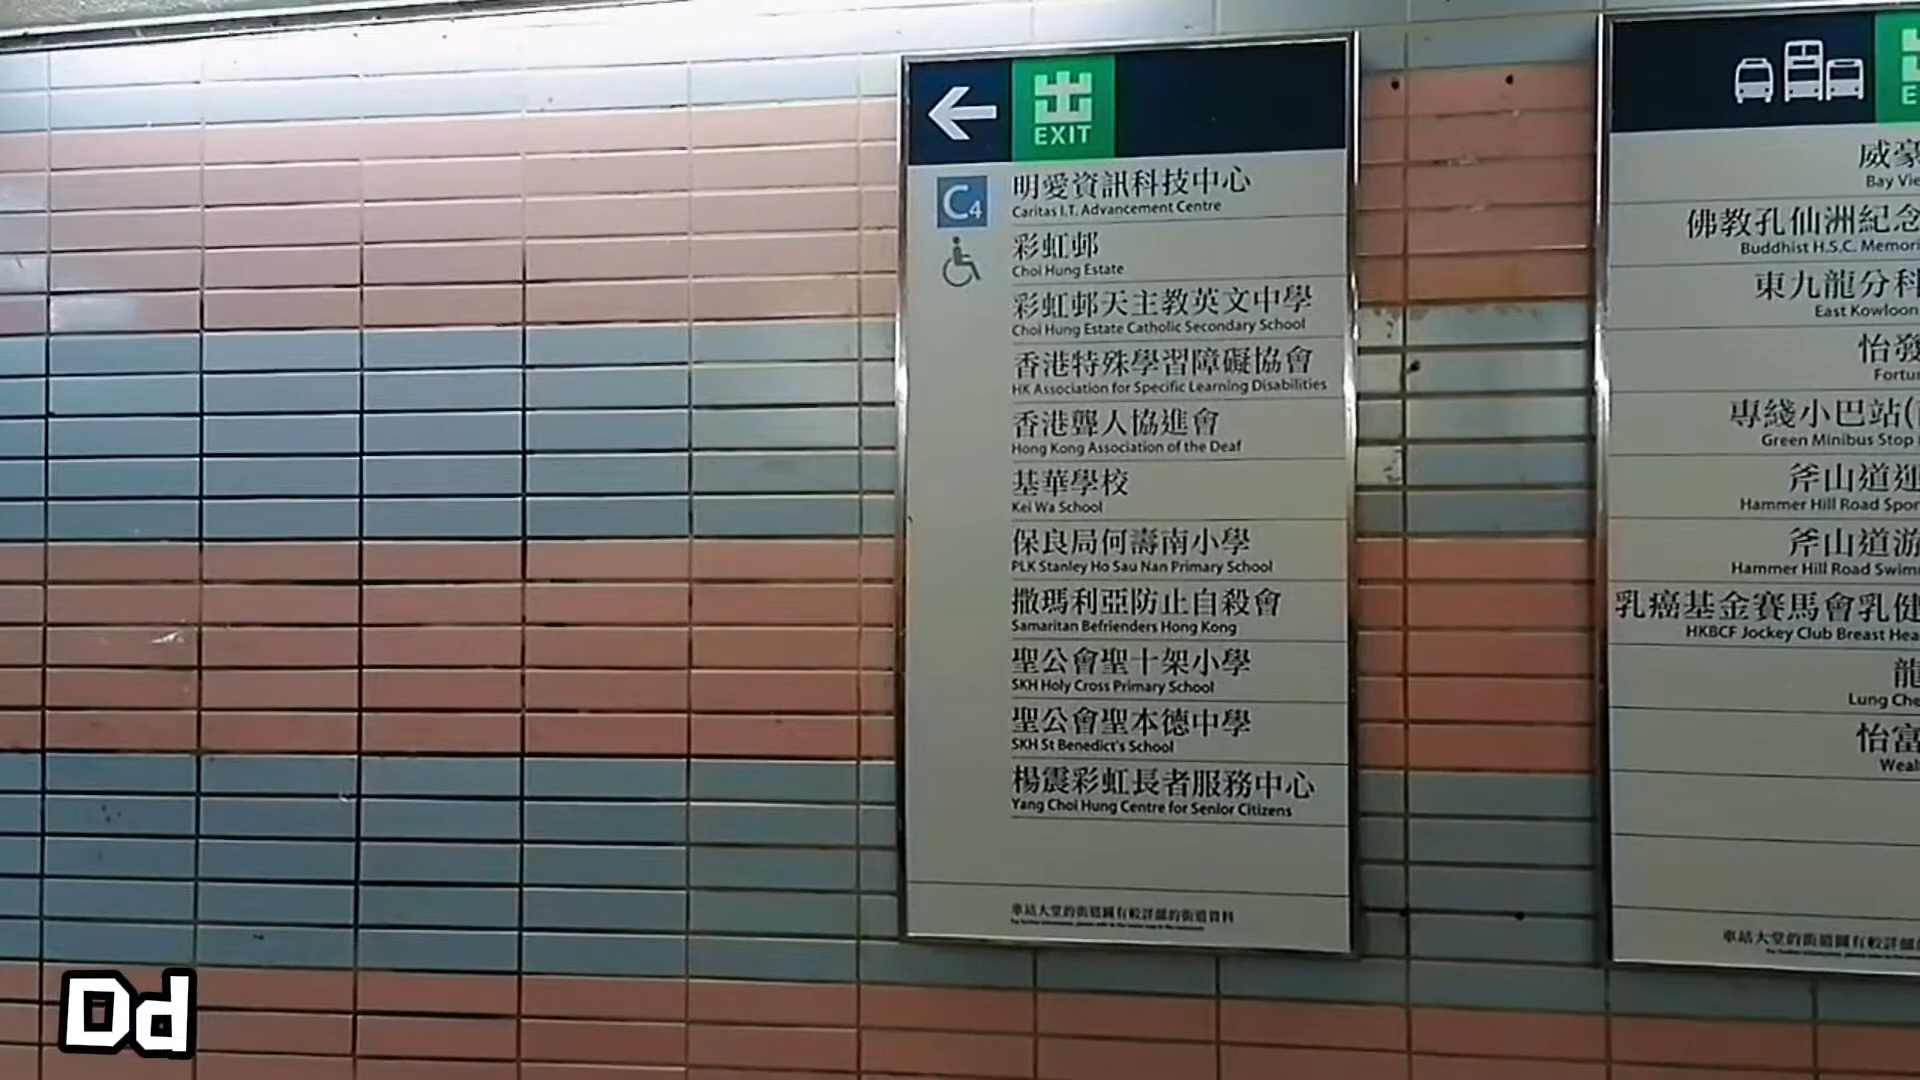 出
EXIT
C4
明愛資訊科技中心
Caritas I.T. Advancement Centre
彩虹邨
Choi Hung Estate
彩虹邨天主教英文中學
Choi Hung Estate Catholic Secondary School
香港特殊學習障礙協會
HK Association for Specific Learning Disabilities
香港聾人協進會
Hong Kong Association of the Deaf
基華學校
Kei Wa School
保良局何壽南小學
PLK Stanley Ho Sau Nan Primary School
撒瑪利亞防止自殺會
Samaritan Befrienders Hong Kong
聖公會聖十架小學
SKH Holy Cross Primary School
聖公會聖本德中學
SKH St Benedict's School
楊震彩虹長者服務中心
Yang Choi Hung Centre for Senior Citizens
車站大堂的街道圖有較詳細的街道資料
威豪
Bay Vie
佛教孔仙洲紀念
Buddhist H.S.C. Memori
東九龍分科
East Kowloon
怡發
Fortun
專綫小巴站(
Green Minibus Stop
斧山道運
Hammer Hill Road Spor
斧山道游
Hammer Hill Road Swim
乳癌基金賽馬會乳健
HKBCF Jockey Club Breast Hea
龍
Lung Che
怡富
Weal
車站大堂的街道圖有較詳細
Dd